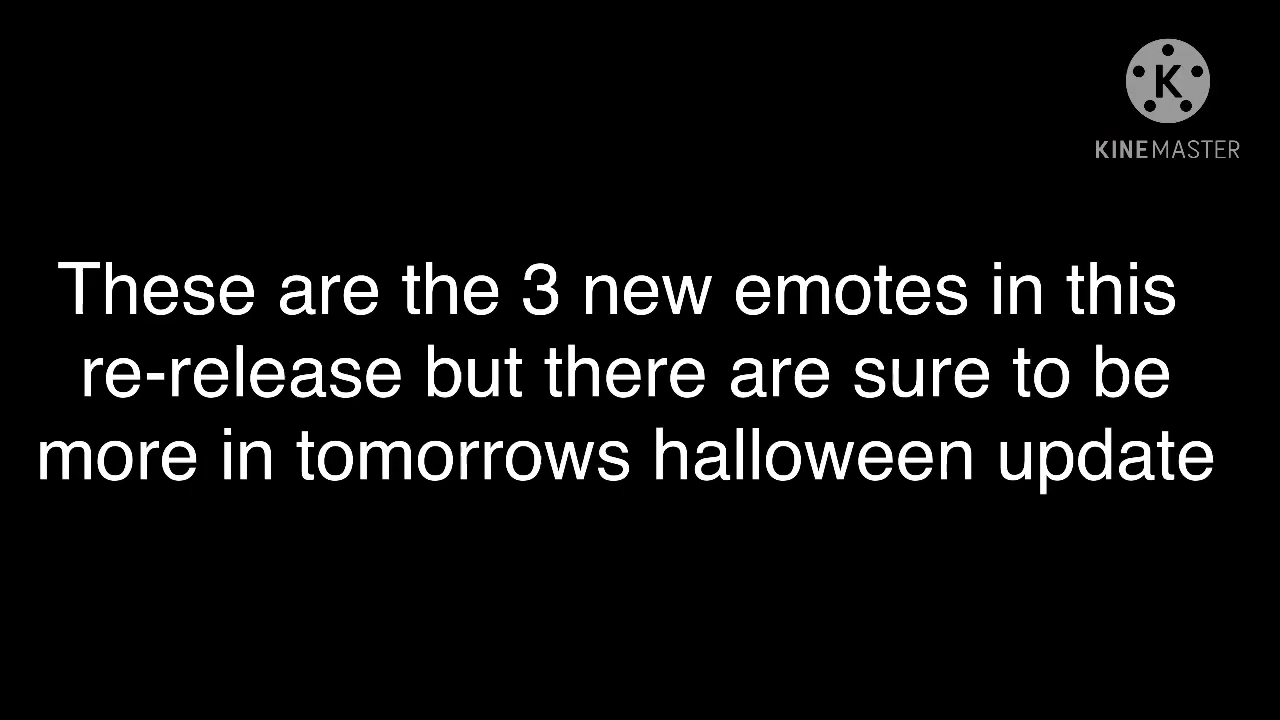 K
KINEMASTER
These are the 3 new emotes in this
re-release but there are sure to be
more in tomorrows halloween update